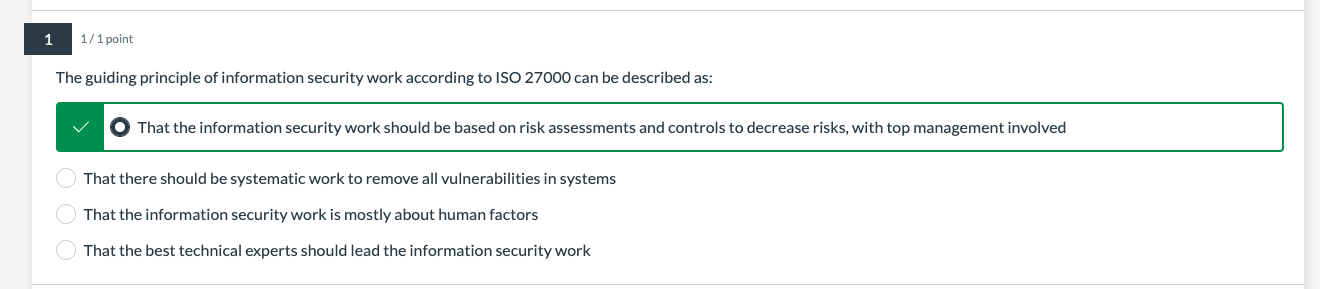 1
1 / 1 point
The guiding principle of information security work according to ISO 27000 can be described as:
That the information security work should be based on risk assessments and controls to decrease risks, with top management involved
That there should be systematic work to remove all vulnerabilities in systems
That the information security work is mostly about human factors
That the best technical experts should lead the information security work